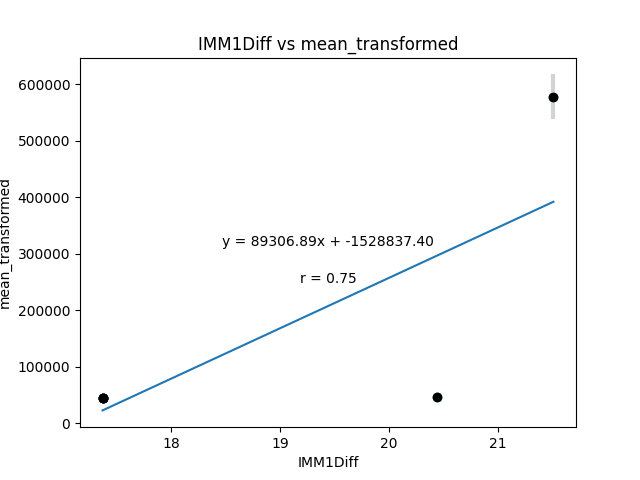 IMM1Diff vs mean_transformed
600000
500000
400000
300000
200000
100000
0
mean_transformed
y = 89306.89x + -1528837.40
r = 0.75
18 19 20 21
IMM1Diff